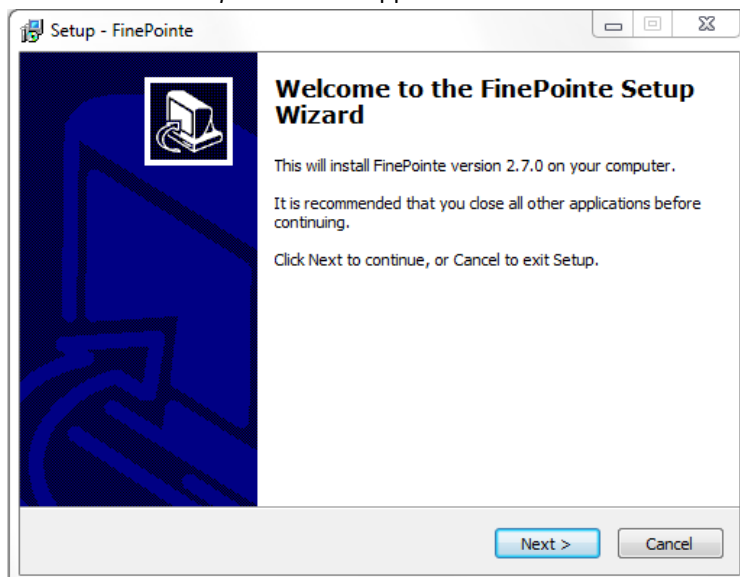 Setup - FinePointe
Welcome to the FinePointe Setup
Wizard
This will install FinePointe version 2.7.0 on your computer.
It is recommended that you close all other applications before
continuing.
Click Next to continue, or Cancel to exit Setup.
Next >
Cancel